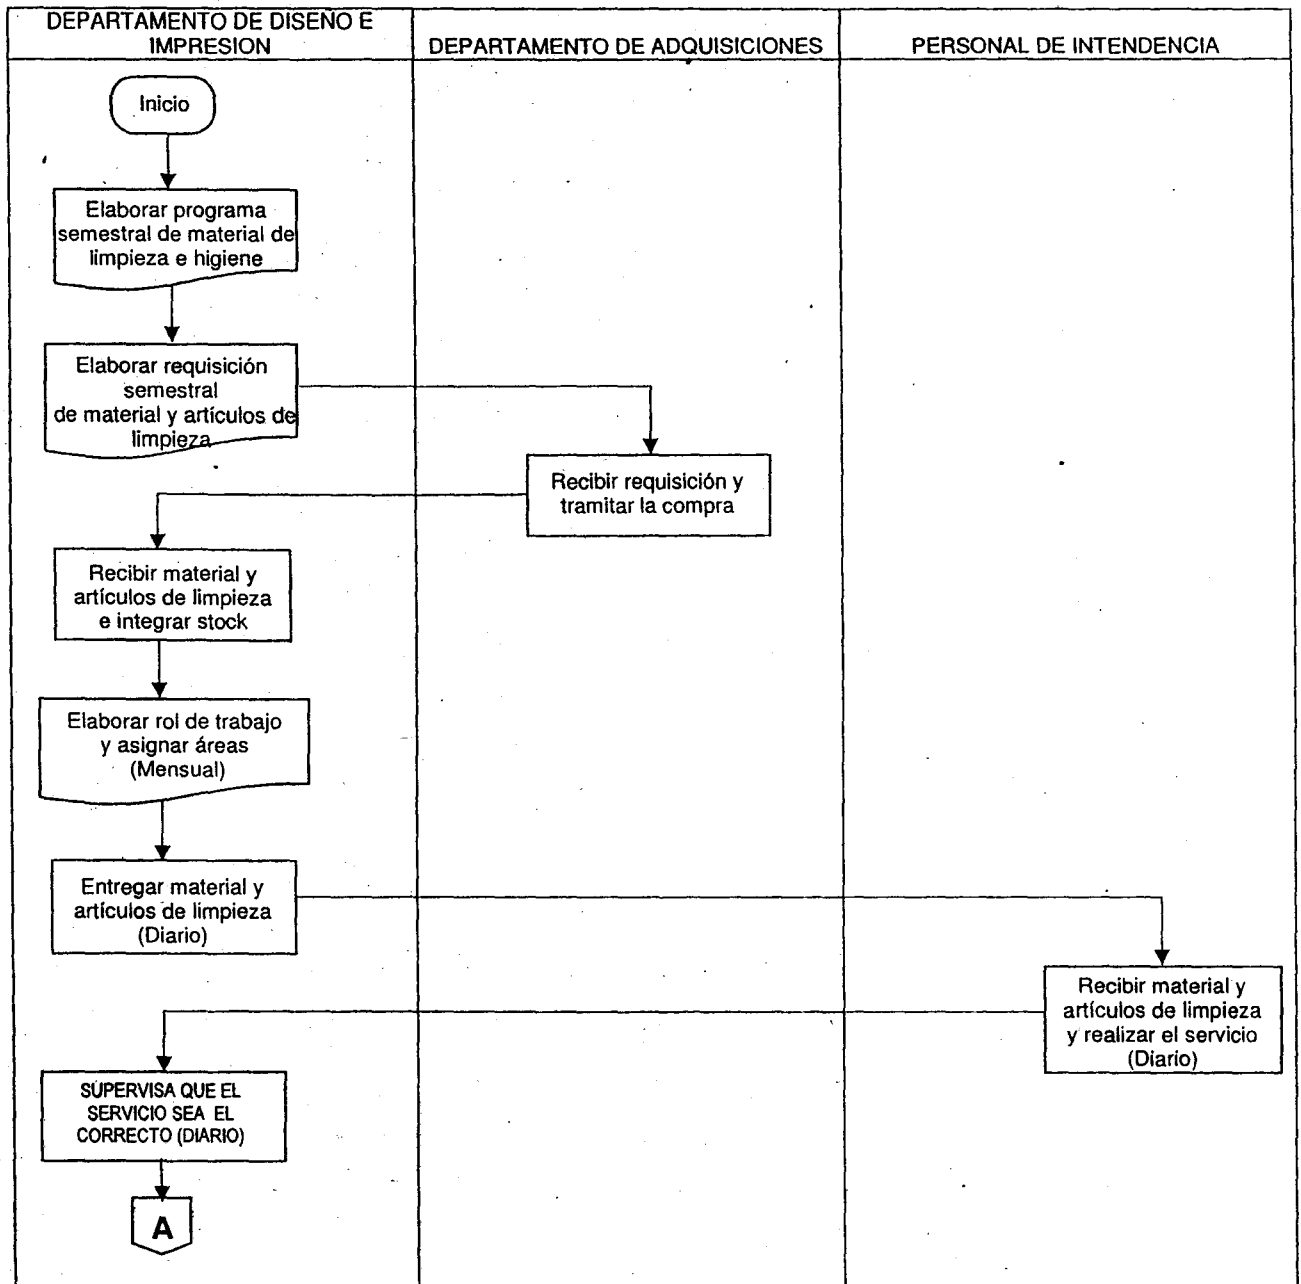 DEPARTAMENTO DE DISEÑO E
IMPRESION
DEPARTAMENTO DE ADQUISICIONES
PERSONAL DE INTENDENCIA
Inicio
Elaborar programa
semestral de material de
limpieza e higiene
Elaborar requisición
semestral
de material y artículos de
limpieza
Recibir requisición y
tramitar la compra
Recibir material y
artículos de limpieza
e integrar stock
Elaborar rol de trabajo
y asignar áreas
(Mensual)
Entregar material y
artículos de limpieza
(Diario)
Recibir material y
artículos de limpieza
y realizar el servicio
(Diario)
SUPERVISA QUE EL
SERVICIO SEA EL
CORRECTO (DIARIO)
A